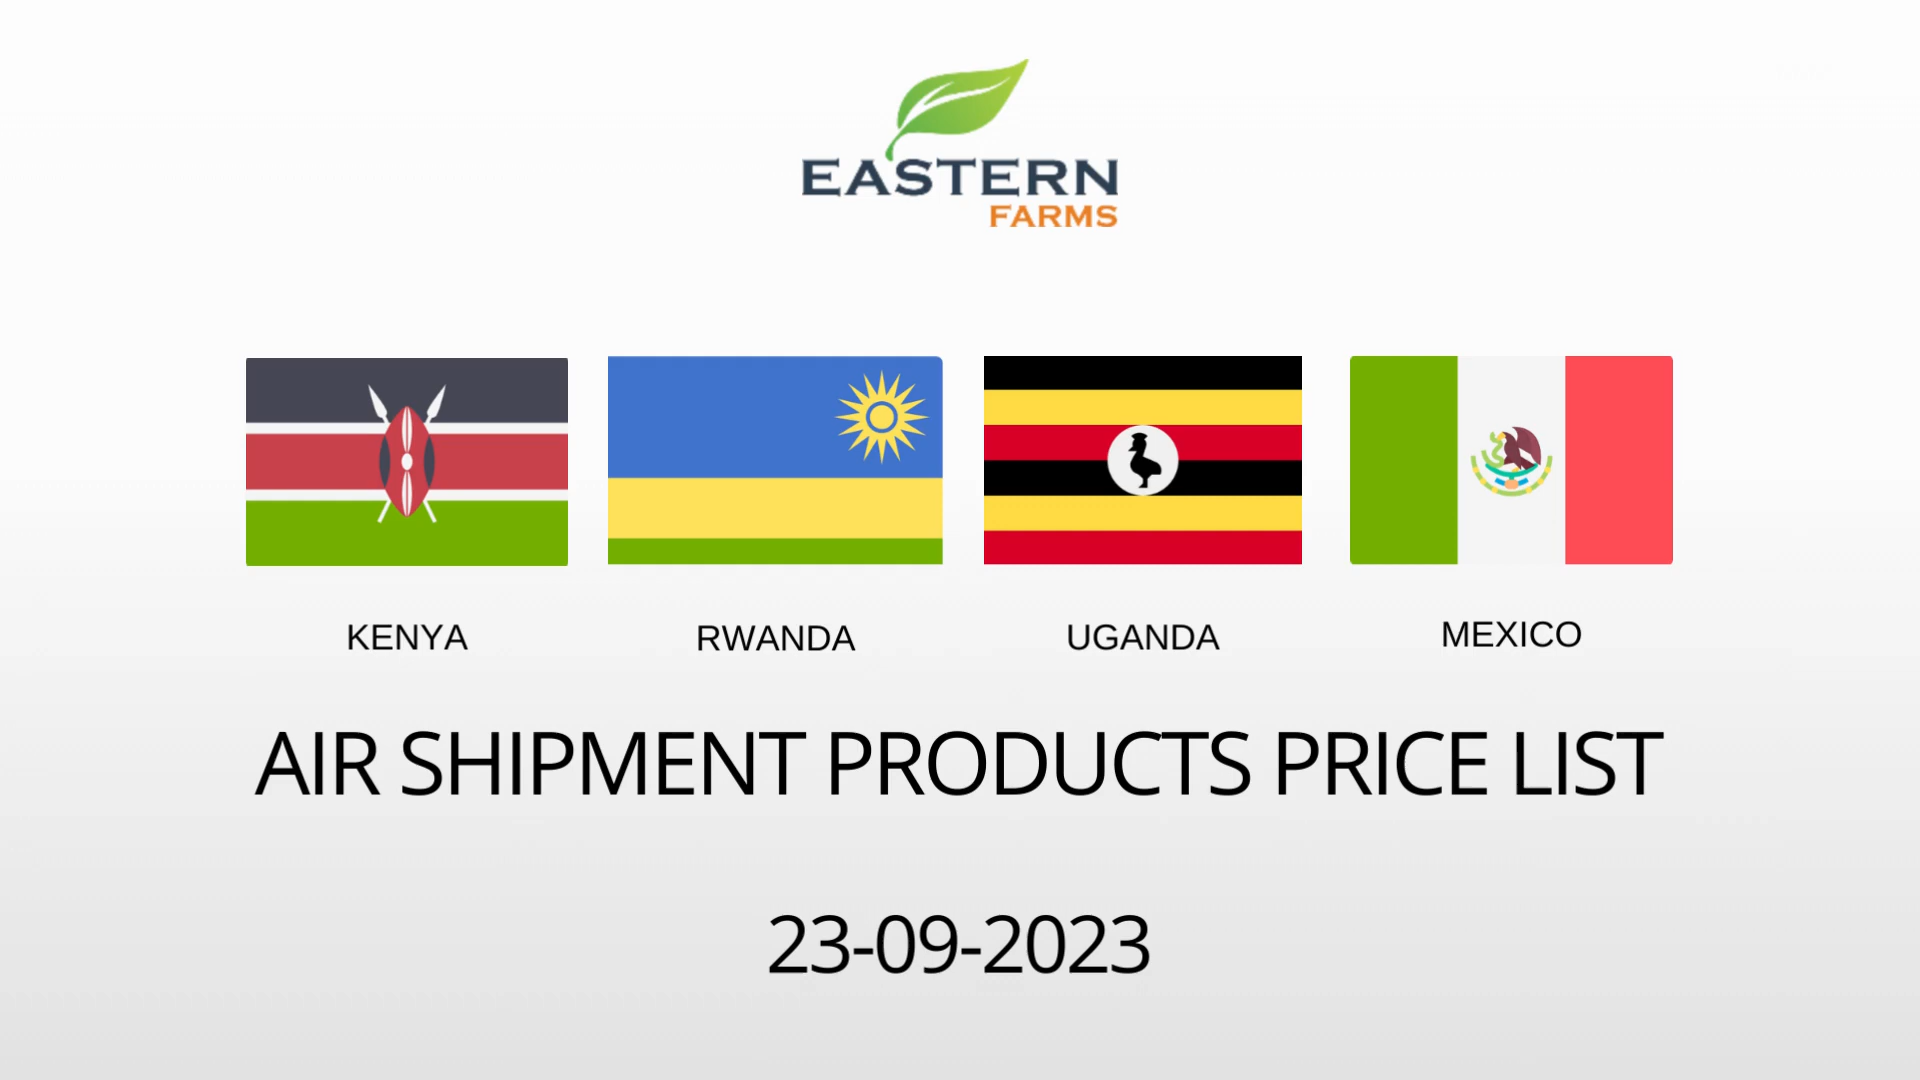 EASTERN
FARMS
KENYA
RWANDA
UGANDA
MEXICO
AIR SHIPMENT PRODUCTS PRICE LIST
23-09-2023